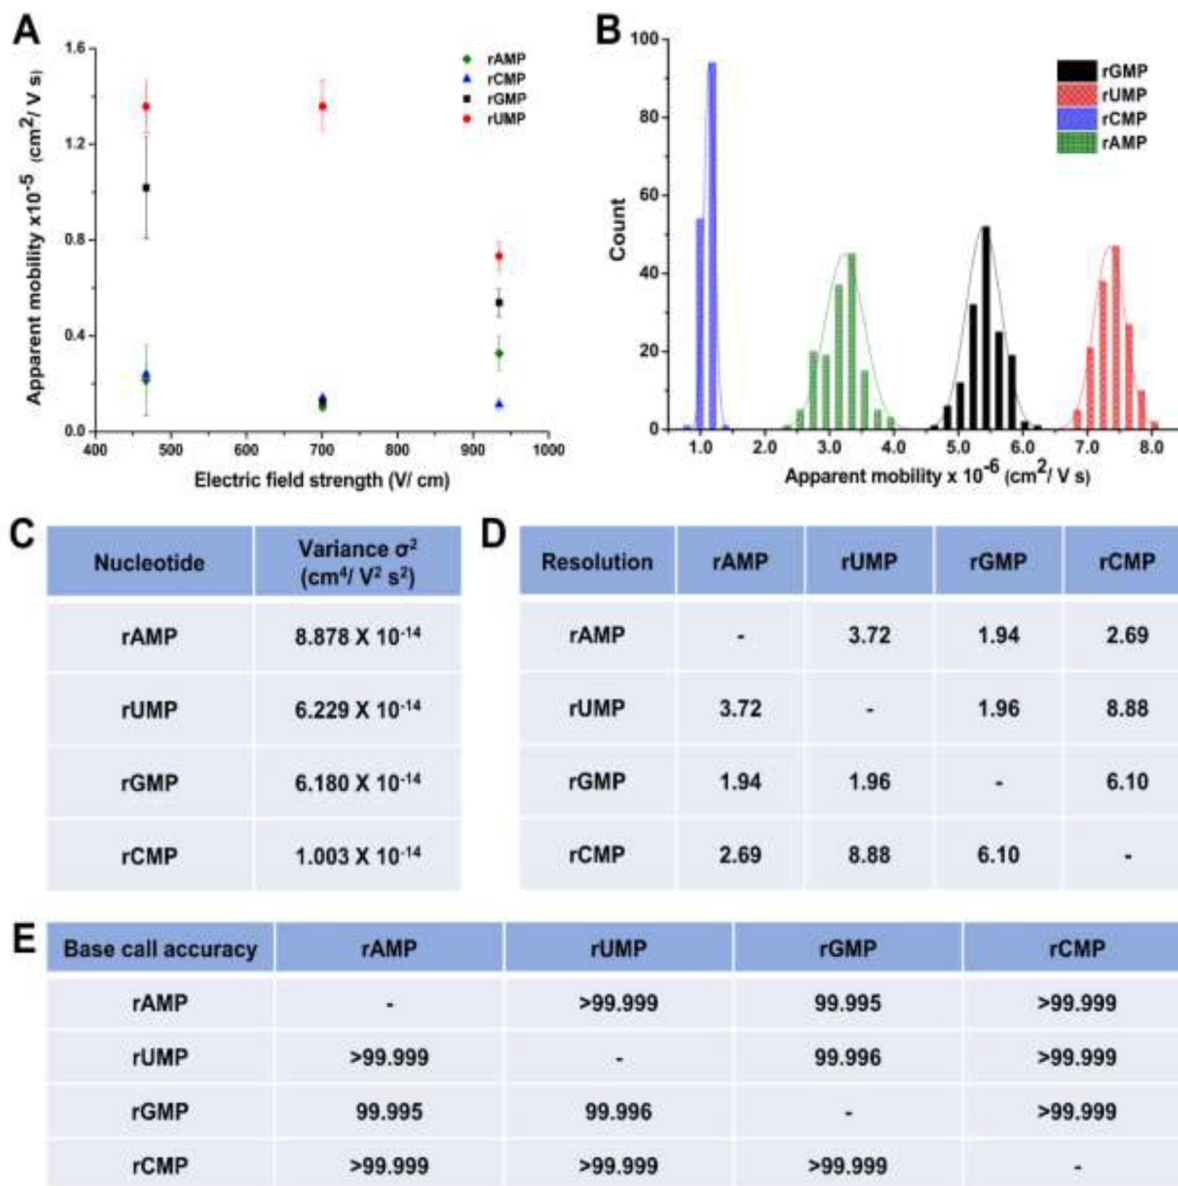 A
1.6
1.2
0.8
0.4
0.0
400 500 600 700 800 900 1000
Apparent mobility x10⁻⁵ (cm²/ V s)
Electric field strength (V/ cm)
rAMP
rCMP
rGMP
rUMP
B
100
80
60
40
20
0
1.0 2.0 3.0 4.0 5.0 6.0 7.0 8.0
Count
Apparent mobility x 10⁻⁶ (cm²/ V s)
rGMP
rUMP
rCMP
rAMP
C
Nucleotide Variance σ²
(cm⁴/ V² s²)
rAMP 8.878 X 10⁻¹⁴
rUMP 6.229 X 10⁻¹⁴
rGMP 6.180 X 10⁻¹⁴
rCMP 1.003 X 10⁻¹⁴
D
Resolution rAMP rUMP rGMP rCMP
rAMP - 3.72 1.94 2.69
rUMP 3.72 - 1.96 8.88
rGMP 1.94 1.96 - 6.10
rCMP 2.69 8.88 6.10 -
E
Base call accuracy rAMP rUMP rGMP rCMP
rAMP - >99.999 99.995 >99.999
rUMP >99.999 - 99.996 >99.999
rGMP 99.995 99.996 - >99.999
rCMP >99.999 >99.999 >99.999 -